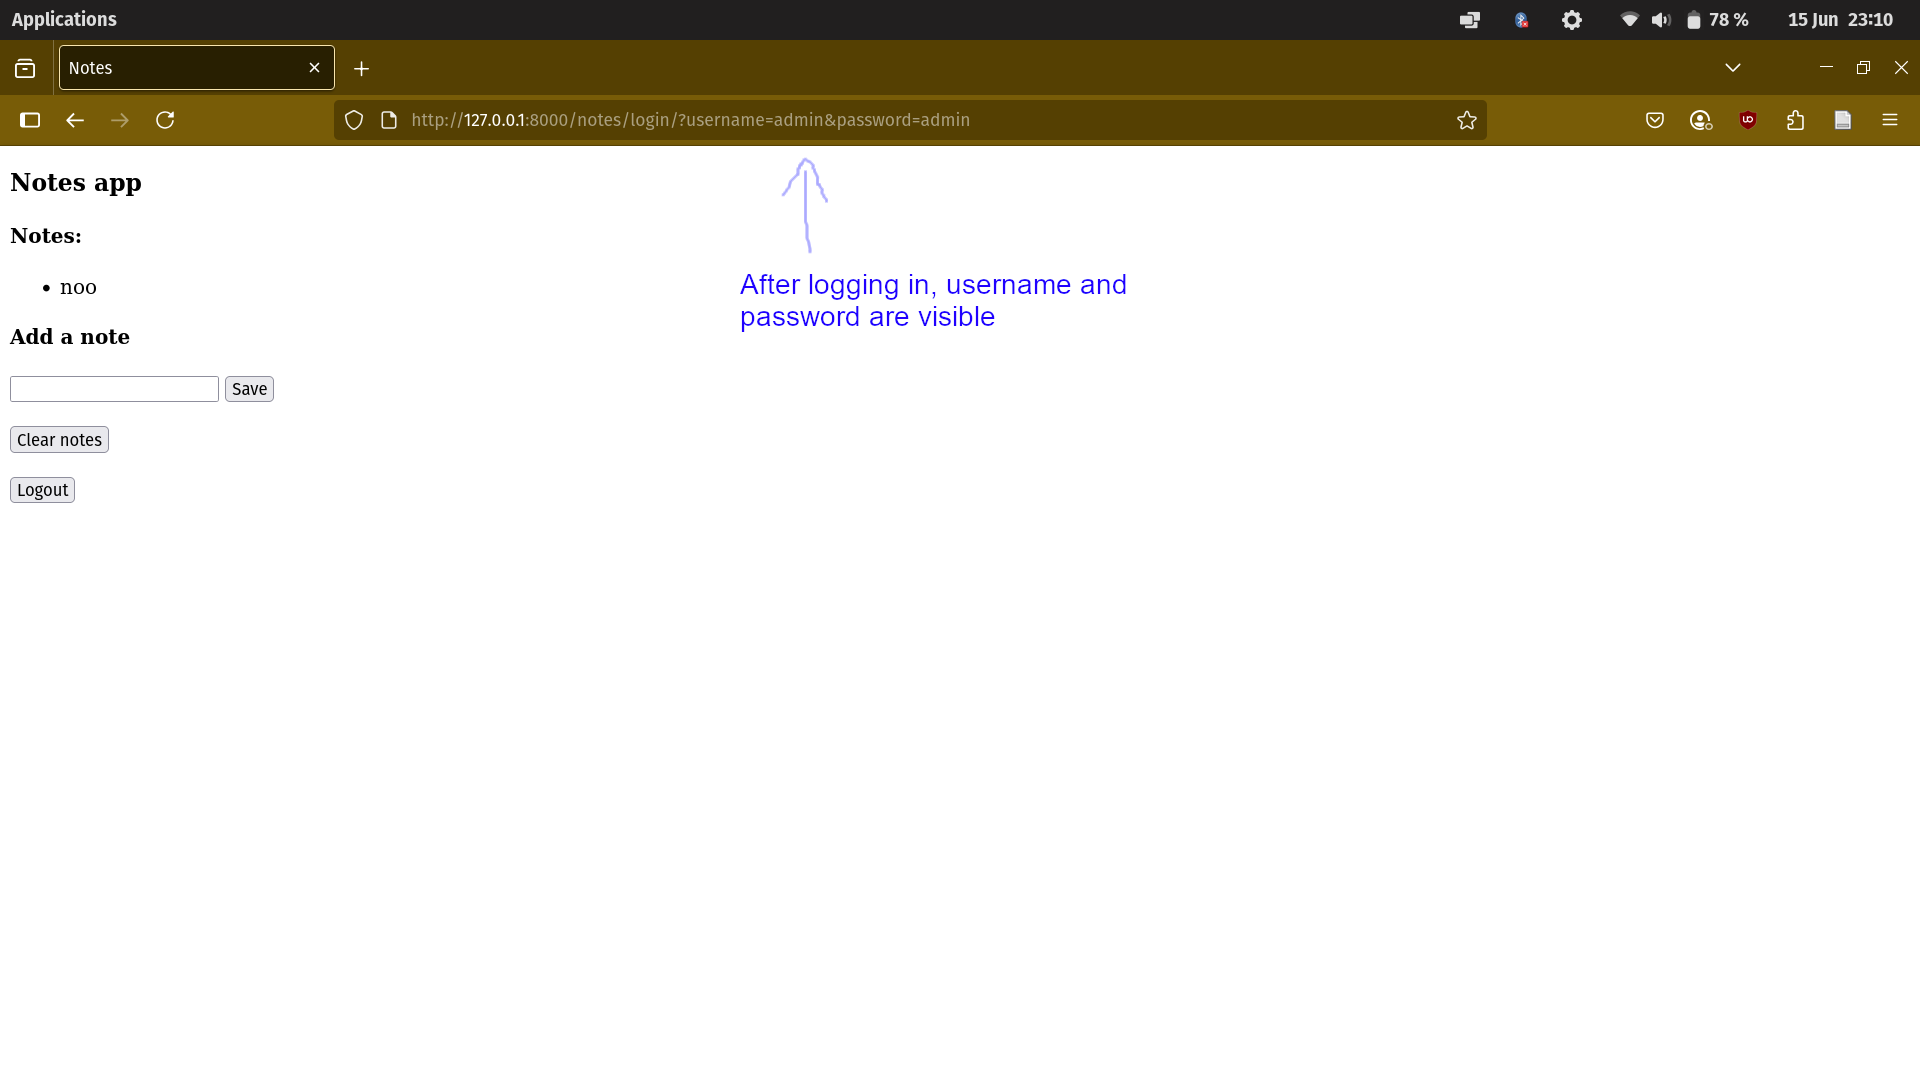 Applications
78 %
15 Jun 23:10
Notes
http://127.0.0.1:8000/notes/login/?username=admin&password=admin
Notes app
Notes:
noo
Add a note
Save
Clear notes
Logout
After logging in, username and
password are visible